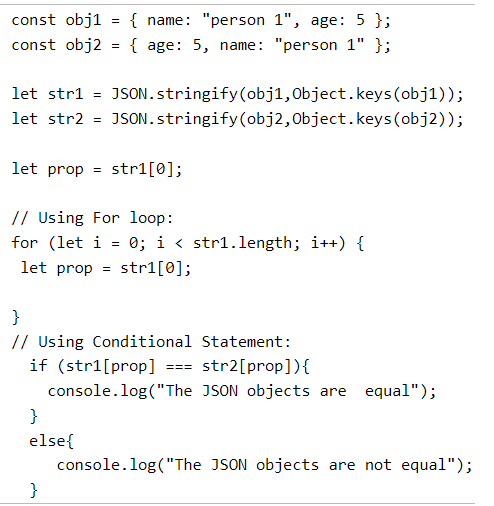 const obj1 = { name: "person 1", age: 5 };
const obj2 = { age: 5, name: "person 1" };

let str1 = JSON.stringify(obj1,Object.keys(obj1));
let str2 = JSON.stringify(obj2,Object.keys(obj2));

let prop = str1[0];

// Using For loop:
for (let i = 0; i < str1.length; i++) {
 let prop = str1[0];

}
// Using Conditional Statement:
  if (str1[prop] === str2[prop]){
    console.log("The JSON objects are  equal");
  }
  else{
     console.log("The JSON objects are not equal");
  }